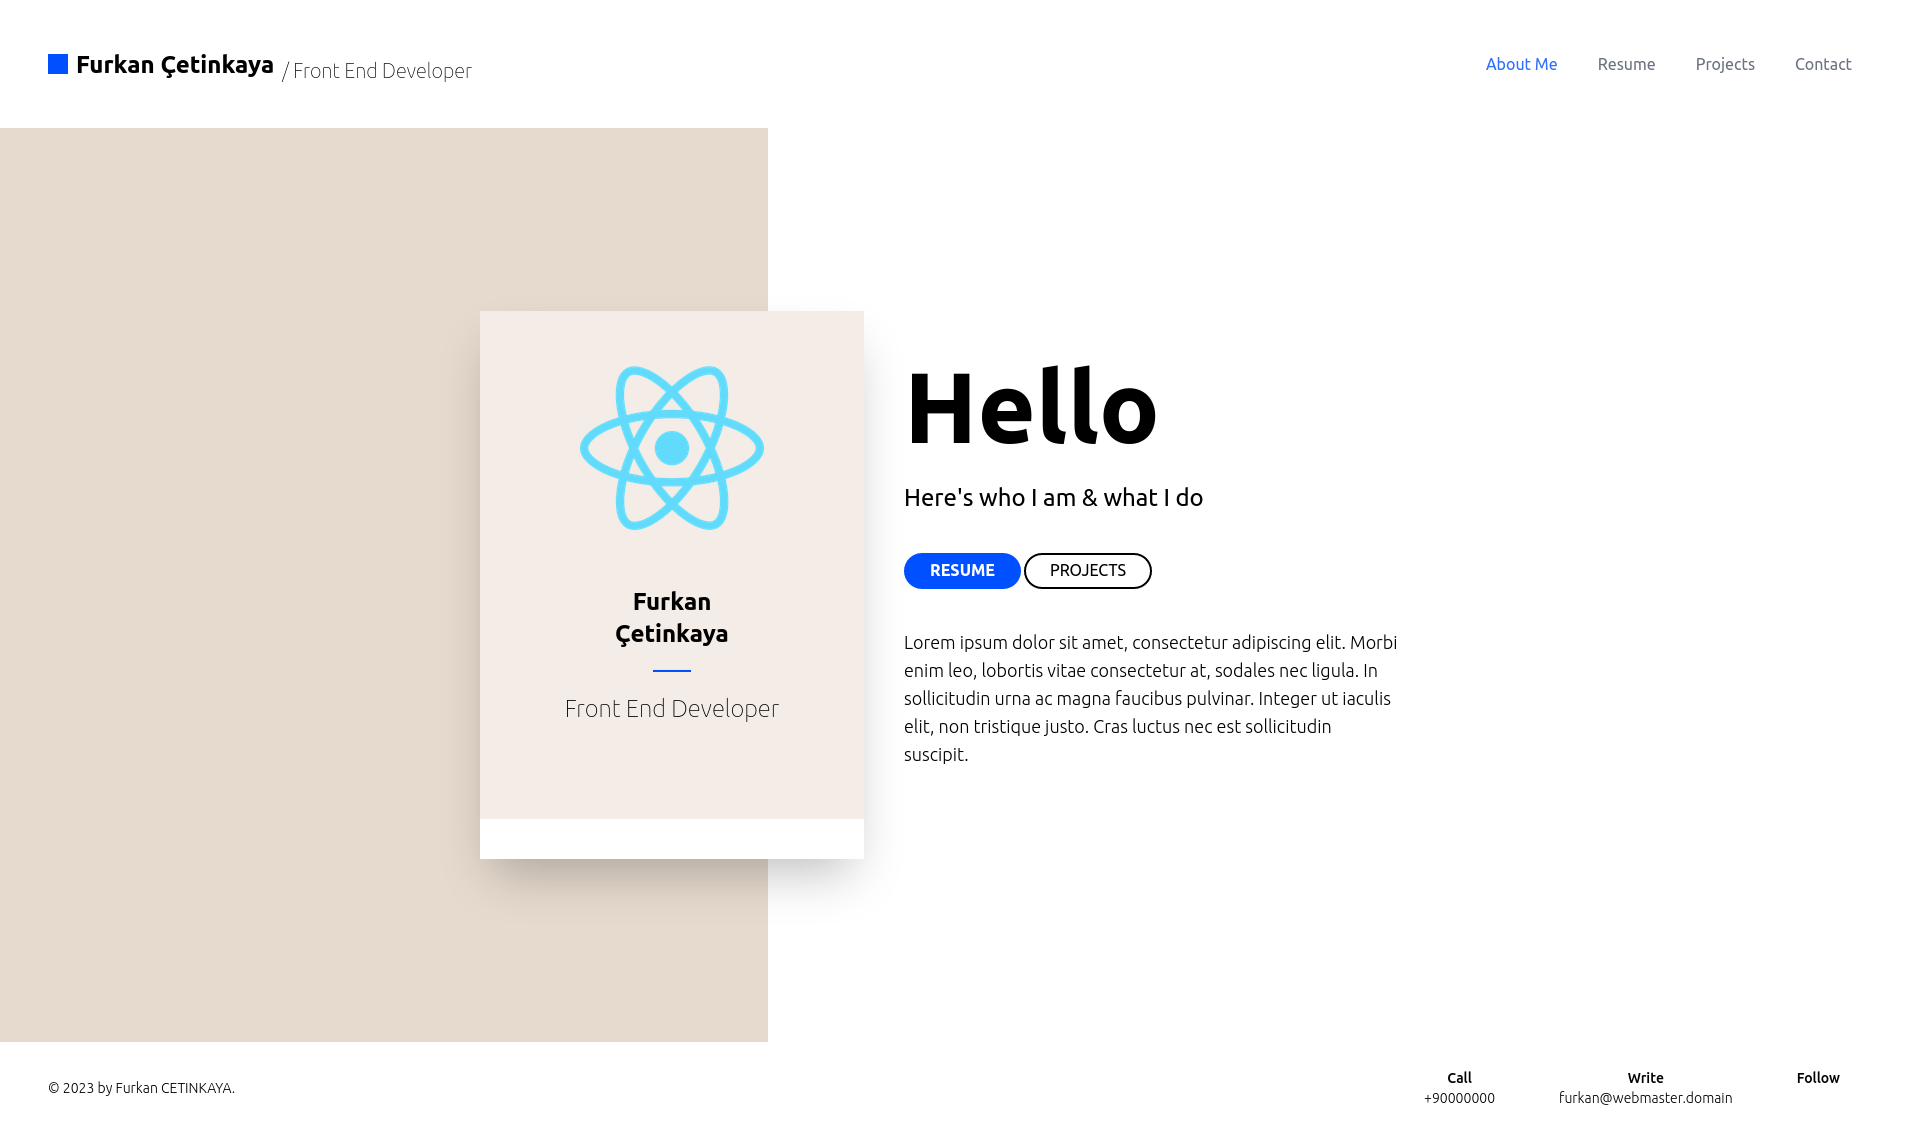 Furkan Çetinkaya / Front End Developer
About Me Resume Projects Contact
Furkan
Çetinkaya
Front End Developer
Hello
Here's who I am & what I do
RESUME PROJECTS
Lorem ipsum dolor sit amet, consectetur adipiscing elit. Morbi
enim leo, lobortis vitae consectetur at, sodales nec ligula. In
sollicitudin urna ac magna faucibus pulvinar. Integer ut iaculis
elit, non tristique justo. Cras luctus nec est sollicitudin
suscipit.
© 2023 by Furkan CETINKAYA.
Call
+90000000
Write
furkan@webmaster.domain
Follow